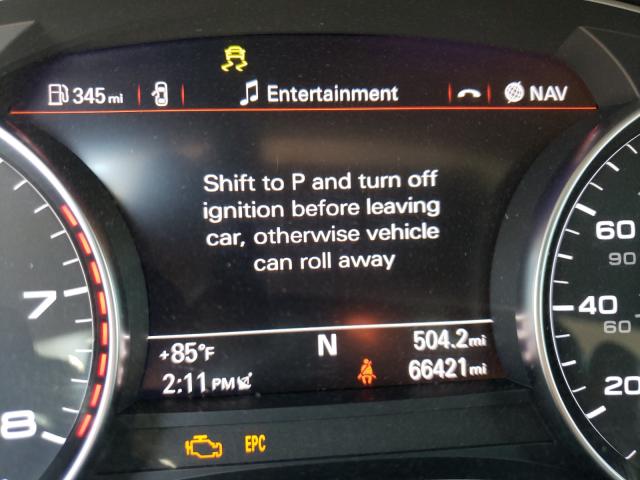 345 mi
Entertainment
NAV
Shift to P and turn off
ignition before leaving
car, otherwise vehicle
can roll away
+85°F
N
504.2 mi
2:11 PM
66421 mi
7
8
EPC
60
90
40
60
20